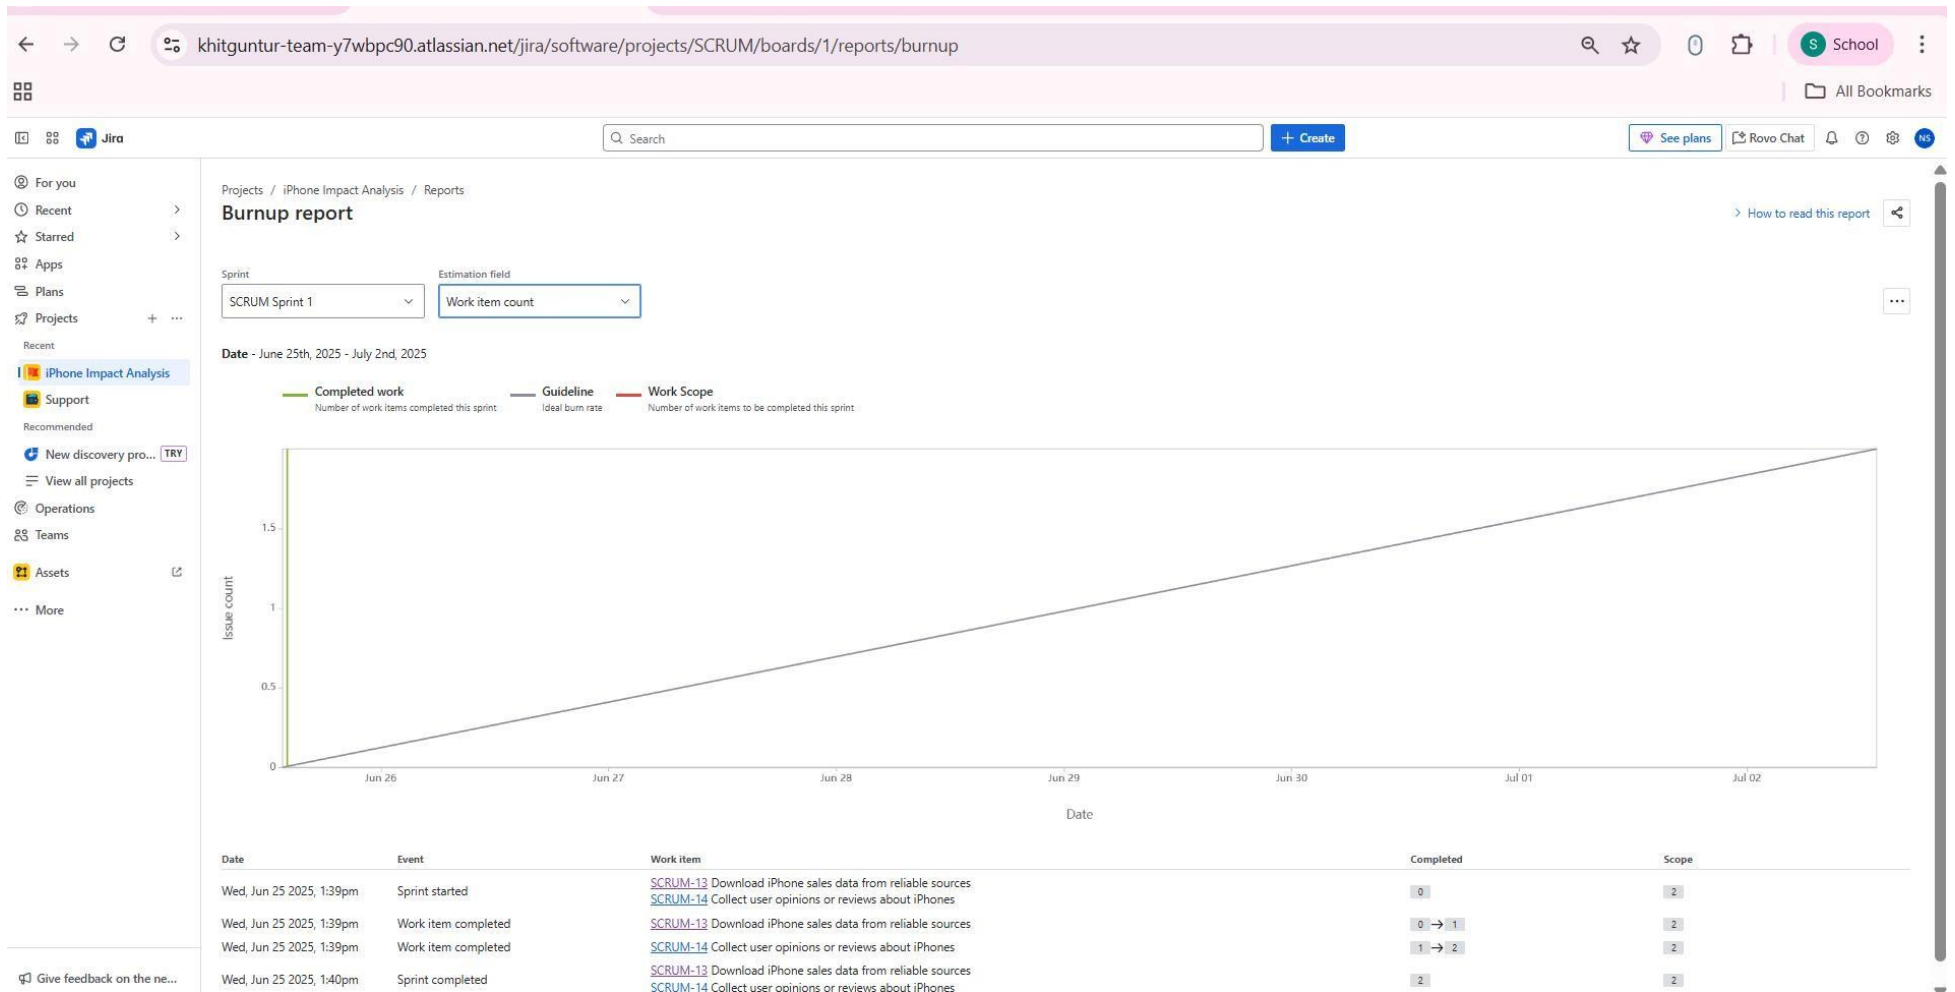 khitguntur-team-y7wbpc90.atlassian.net/jira/software/projects/SCRUM/boards/1/reports/burnup
S School
All Bookmarks
Jira
Search
+ Create
See plans
Rovo Chat
NS
For you
Recent
Starred
Apps
Plans
Projects
Recent
iPhone Impact Analysis
Support
Recommended
New discovery pro... TRY
View all projects
Operations
Teams
Assets
More
Give feedback on the ne...
Projects / iPhone Impact Analysis / Reports
Burnup report
How to read this report
Sprint
SCRUM Sprint 1
Estimation field
Work item count
Date - June 25th, 2025 - July 2nd, 2025
Completed work
Number of work items completed this sprint
Guideline
Ideal burn rate
Work Scope
Number of work items to be completed this sprint
Issue count
1.5
1
0.5
0
Jun 26 Jun 27 Jun 28 Jun 29 Jun 30 Jul 01 Jul 02
Date
Date Event Work item Completed Scope
Wed, Jun 25 2025, 1:39pm Sprint started SCRUM-13 Download iPhone sales data from reliable sources 0 2
SCRUM-14 Collect user opinions or reviews about iPhones
Wed, Jun 25 2025, 1:39pm Work item completed SCRUM-13 Download iPhone sales data from reliable sources 0 → 1 2
Wed, Jun 25 2025, 1:39pm Work item completed SCRUM-14 Collect user opinions or reviews about iPhones 1 → 2 2
Wed, Jun 25 2025, 1:40pm Sprint completed SCRUM-13 Download iPhone sales data from reliable sources 2 2
SCRUM-14 Collect user opinions or reviews about iPhones